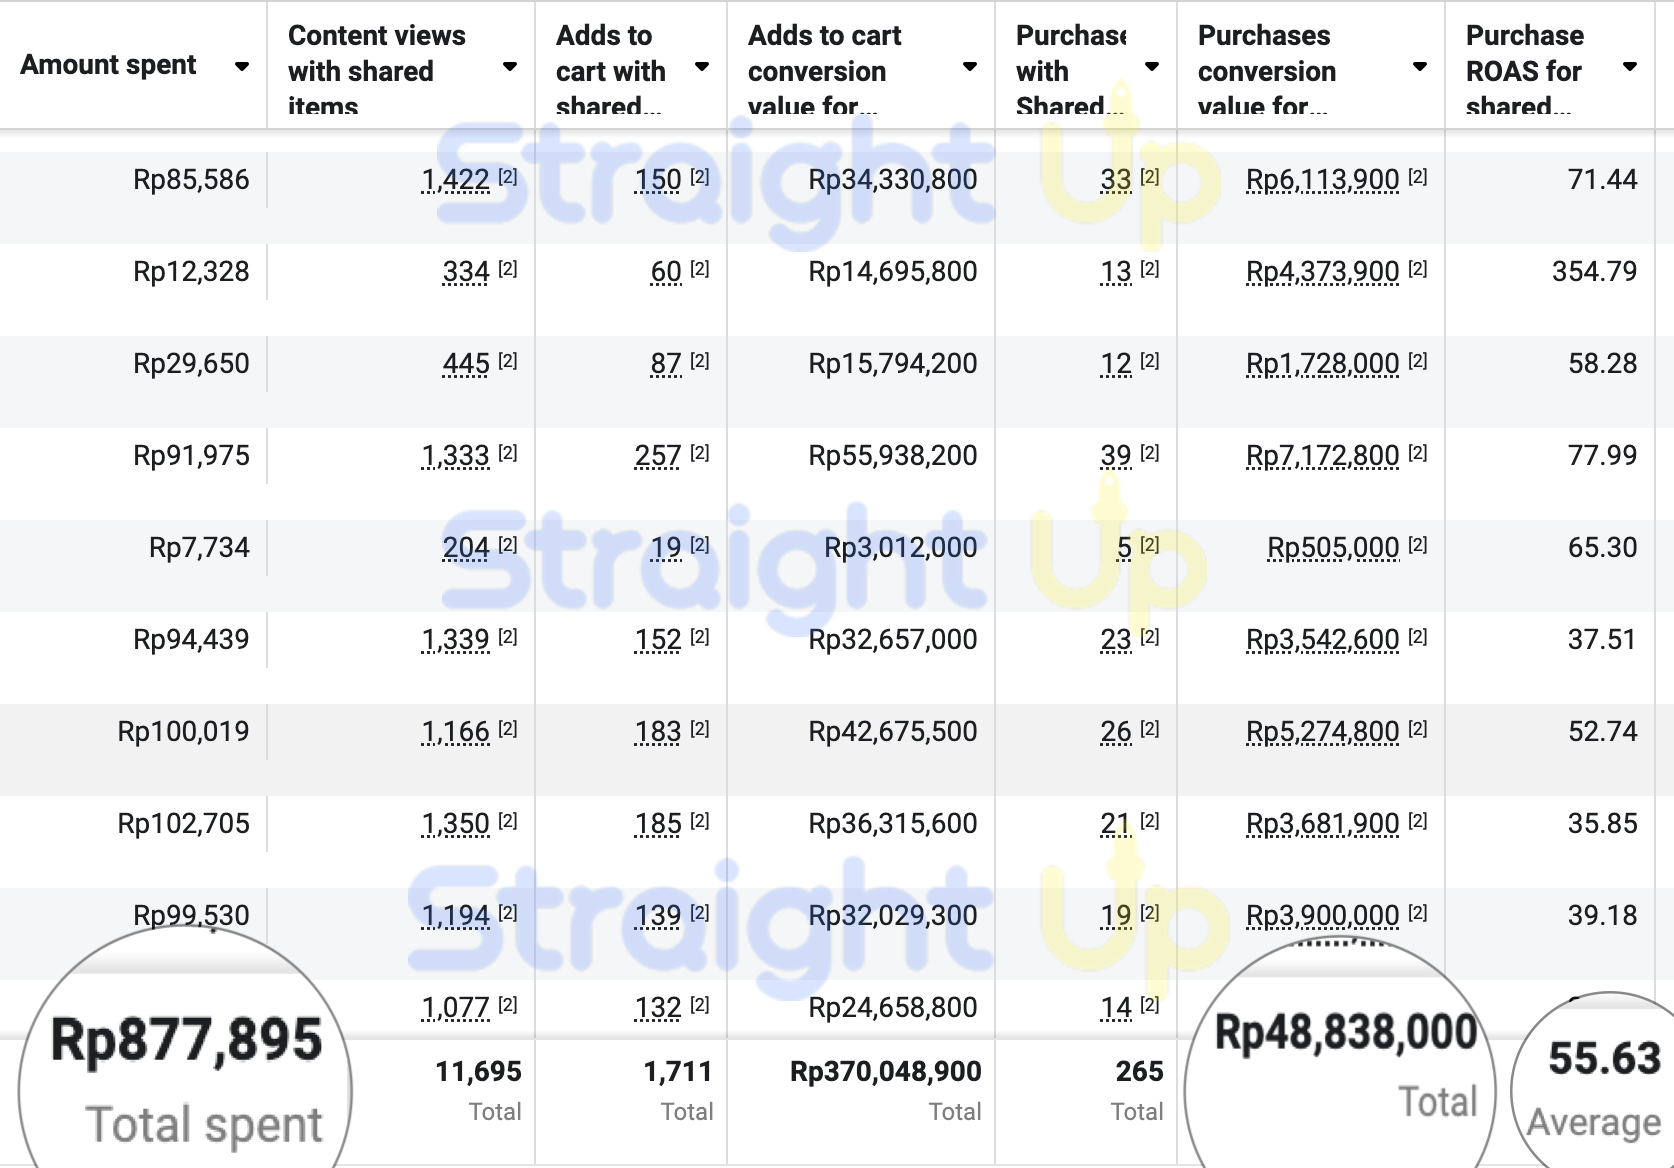 Amount spent
Content views with shared items
Adds to cart with shared...
Adds to cart conversion value for...
Purchase with Shared...
Purchases conversion value for...
Purchase ROAS for shared...
Rp85,586 1,422 [2] 150 [2] Rp34,330,800 33 [2] Rp6,113,900 [2] 71.44
Rp12,328 334 [2] 60 [2] Rp14,695,800 13 [2] Rp4,373,900 [2] 354.79
Rp29,650 445 [2] 87 [2] Rp15,794,200 12 [2] Rp1,728,000 [2] 58.28
Rp91,975 1,333 [2] 257 [2] Rp55,938,200 39 [2] Rp7,172,800 [2] 77.99
Rp7,734 204 [2] 19 [2] Rp3,012,000 5 [2] Rp505,000 [2] 65.30
Rp94,439 1,339 [2] 152 [2] Rp32,657,000 23 [2] Rp3,542,600 [2] 37.51
Rp100,019 1,166 [2] 183 [2] Rp42,675,500 26 [2] Rp5,274,800 [2] 52.74
Rp102,705 1,350 [2] 185 [2] Rp36,315,600 21 [2] Rp3,681,900 [2] 35.85
Rp99,530 1,194 [2] 139 [2] Rp32,029,300 19 [2] Rp3,900,000 [2] 39.18
1,077 [2] 132 [2] Rp24,658,800 14 [2]
Rp877,895 11,695 1,711 Rp370,048,900 265 Rp48,838,000 55.63
Total spent Total Total Total Total Total Average
Straight Up
Straight Up
Straight Up